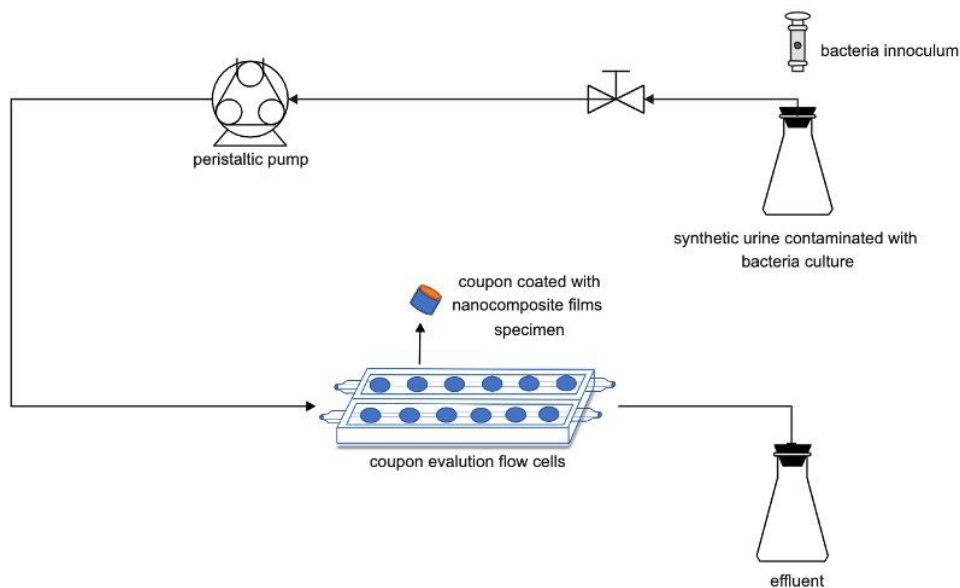 bacteria innoculum
peristaltic pump
synthetic urine contaminated with
bacteria culture
coupon coated with
nanocomposite films
specimen
coupon evalution flow cells
effluent